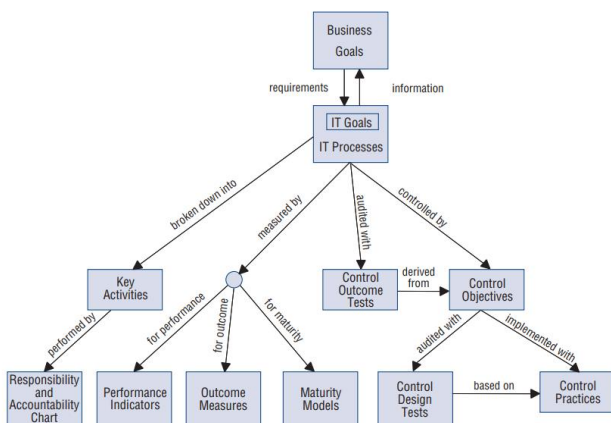 Business
Goals
requirements
information
IT Goals
IT Processes
broken down into
measured by
audited with
controlled by
Key
Activities
Control
Outcome
Tests
derived
from
Control
Objectives
performed by
for performance
for outcome
for maturity
audited with
implemented with
Responsibility
and
Accountability
Chart
Performance
Indicators
Outcome
Measures
Maturity
Models
Control
Design
Tests
based on
Control
Practices